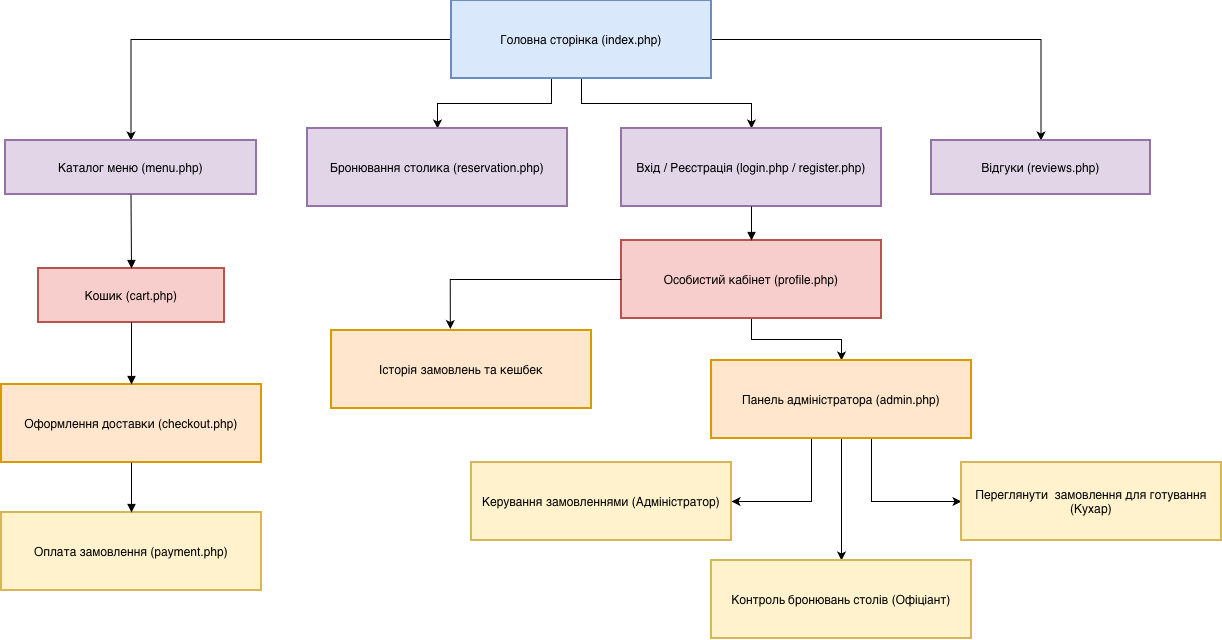 Головна сторінка (index.php)
Каталог меню (menu.php)
Бронювання столика (reservation.php)
Вхід / Реєстрація (login.php / register.php)
Відгуки (reviews.php)
Особистий кабінет (profile.php)
Кошик (cart.php)
Історія замовлень та кешбек
Панель адміністратора (admin.php)
Оформлення доставки (checkout.php)
Керування замовленнями (Адміністратор)
Переглянути замовлення для готування
(Кухар)
Оплата замовлення (payment.php)
Контроль бронювань столів (Офіціант)